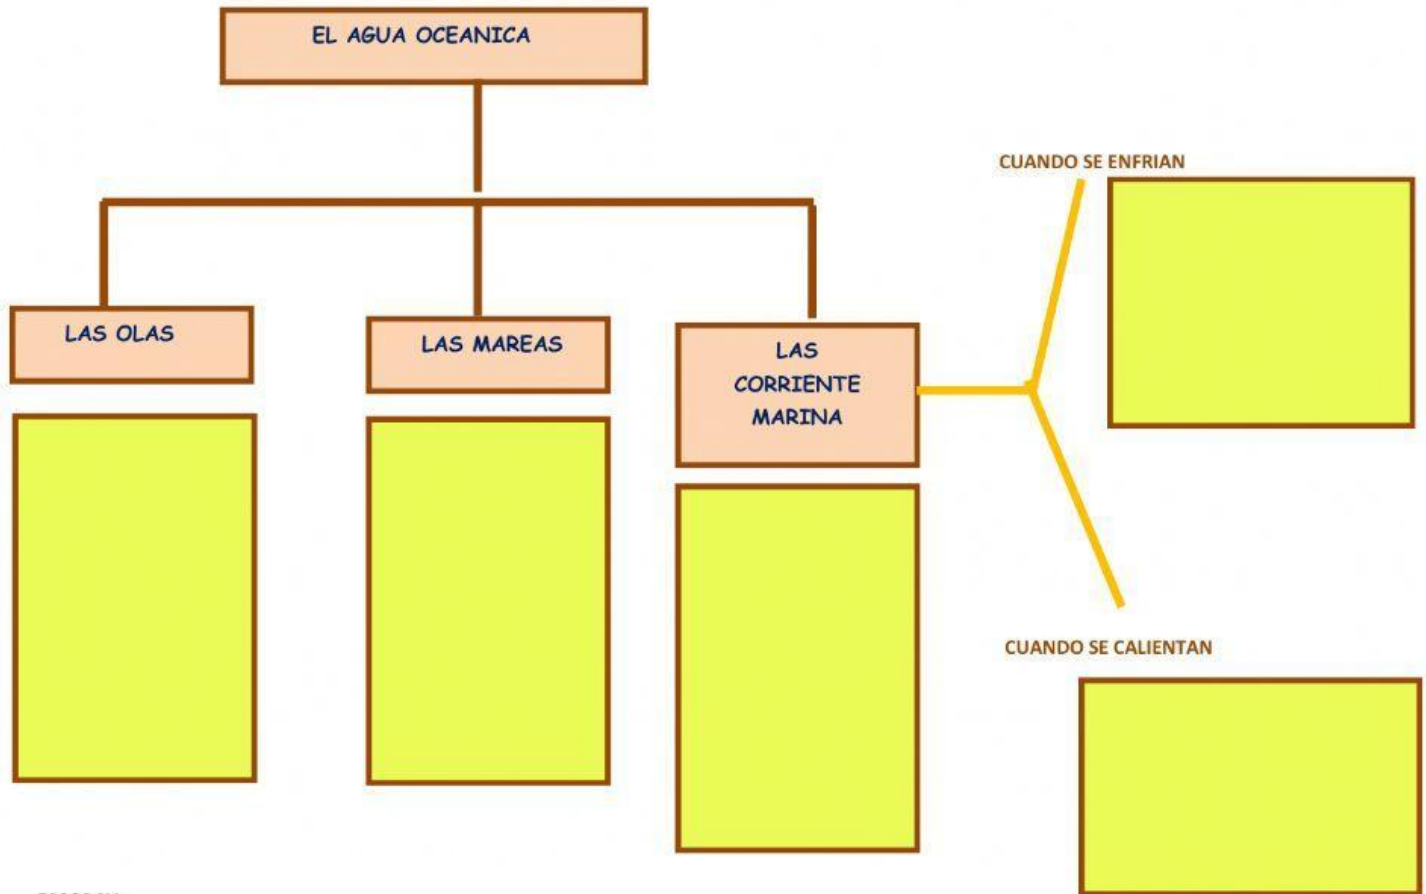 EL AGUA OCEANICA
CUANDO SE ENFRIAN
LAS OLAS
LAS MAREAS
LAS
CORRIENTE
MARINA
CUANDO SE CALIENTAN